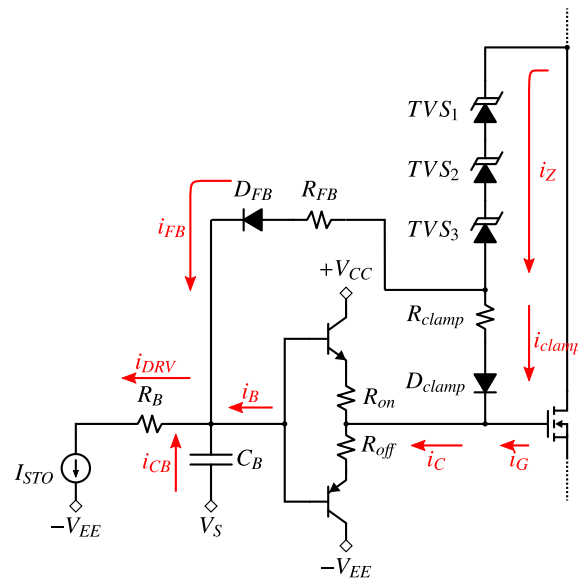 TVS1
TVS2
TVS3
iZ
DFB
RFB
iFB
+VCC
Rclamp
iclamp
iDRV
RB
iB
Ron
Dclamp
Roff
iC
iG
ISTO
iCB
CB
−VEE
VS
−VEE